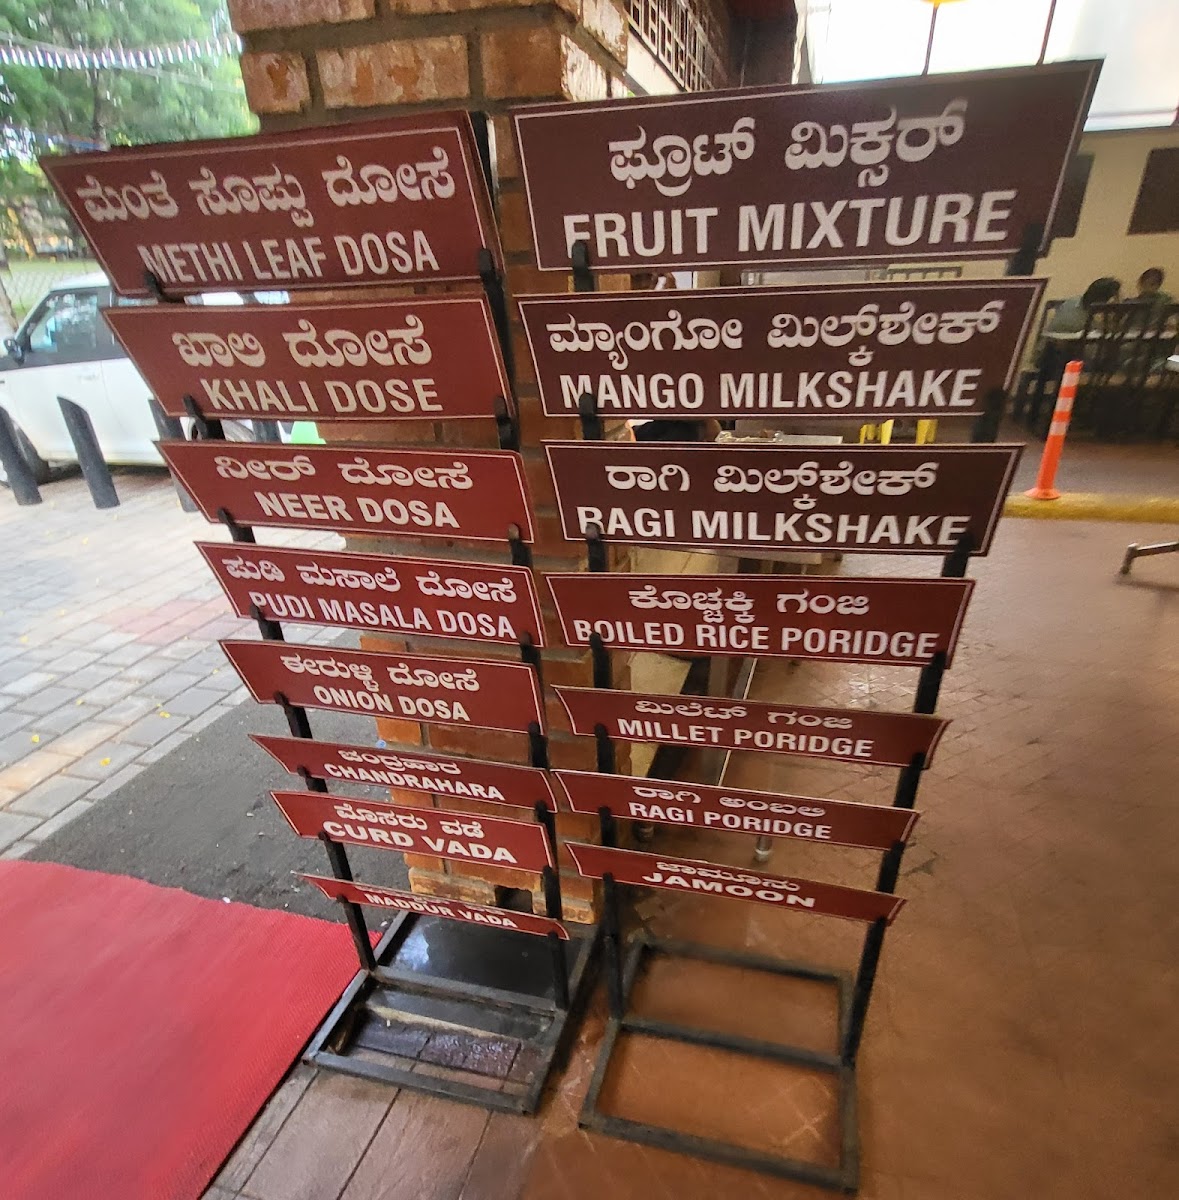 ಮೆಂತೆ ಸೊಪ್ಪು ದೋಸೆ
METHI LEAF DOSA
ಖಾಲಿ ದೋಸೆ
KHALI DOSE
ನೀರ್ ದೋಸೆ
NEER DOSA
ಪುಡಿ ಮಸಾಲೆ ದೋಸೆ
PUDI MASALA DOSA
ಈರುಳ್ಳಿ ದೋಸೆ
ONION DOSA
ಚಂದ್ರಹಾರ
CHANDRAHARA
ಮೊಸರು ವಡೆ
CURD VADA
MADDUR VADA
ಫ್ರೂಟ್ ಮಿಕ್ಸರ್
FRUIT MIXTURE
ಮ್ಯಾಂಗೋ ಮಿಲ್ಕ್‌ಶೇಕ್
MANGO MILKSHAKE
ರಾಗಿ ಮಿಲ್ಕ್‌ಶೇಕ್
RAGI MILKSHAKE
ಕೊಚ್ಚಕ್ಕಿ ಗಂಜಿ
BOILED RICE PORIDGE
ಮಿಲೆಟ್ ಗಂಜಿ
MILLET PORIDGE
ರಾಗಿ ಅಂಬಲಿ
RAGI PORIDGE
ಜಾಮೂನು
JAMOON